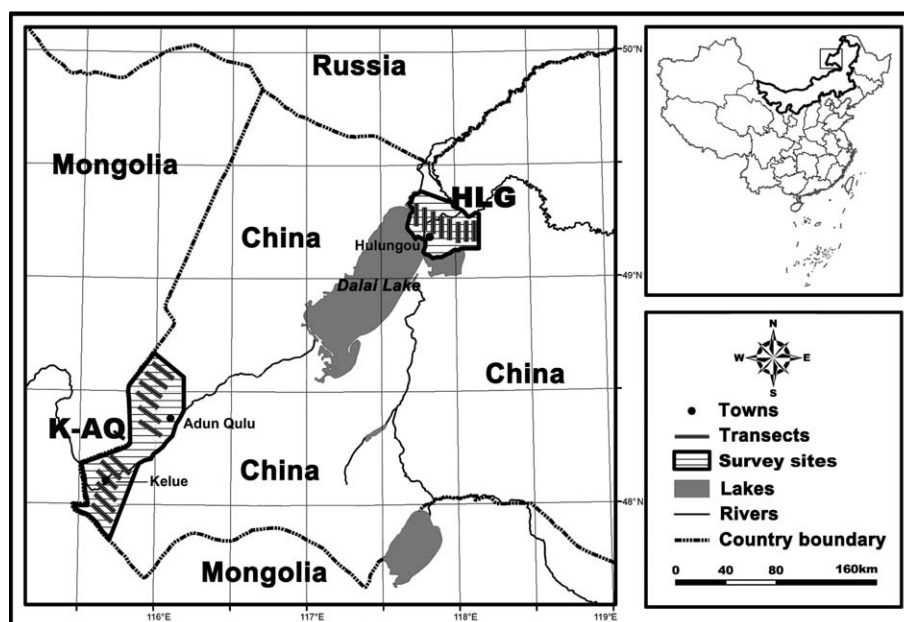 Russia
50°N
Mongolia
HLG
China
Hulungou
49°N
Dalai Lake
China
K-AQ
Adun Qulu
China
Kelue
48°N
Mongolia
116°E
117°E
118°E
119°E
N
W
E
S
Towns
Transects
Survey sites
Lakes
Rivers
Country boundary
0 40 80 160km